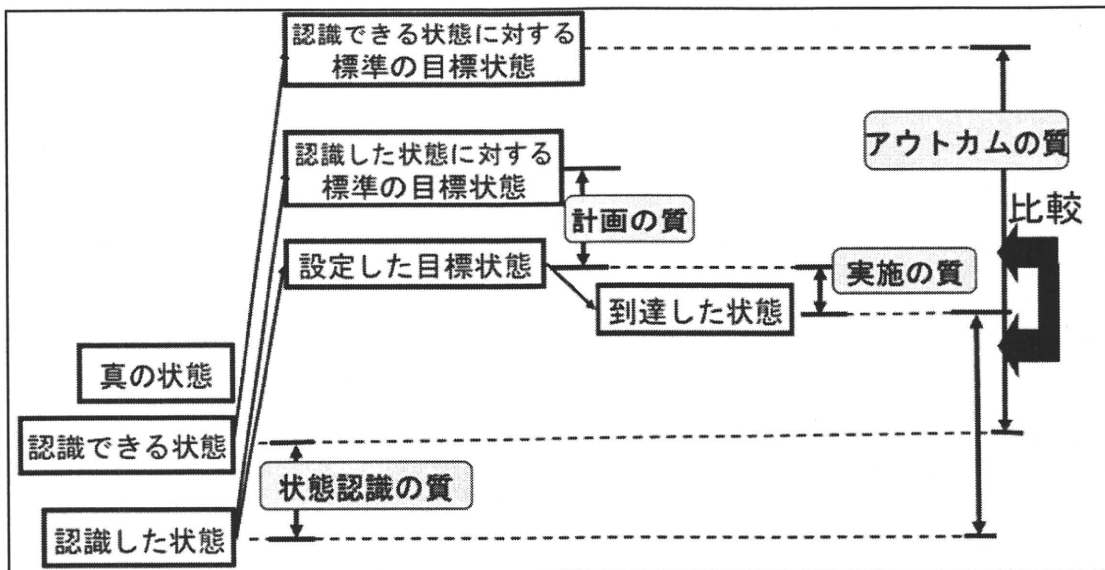 認識できる状態に対する
標準の目標状態
アウトカムの質
認識した状態に対する
標準の目標状態
計画の質
比較
設定した目標状態
実施の質
到達した状態
真の状態
認識できる状態
状態認識の質
認識した状態